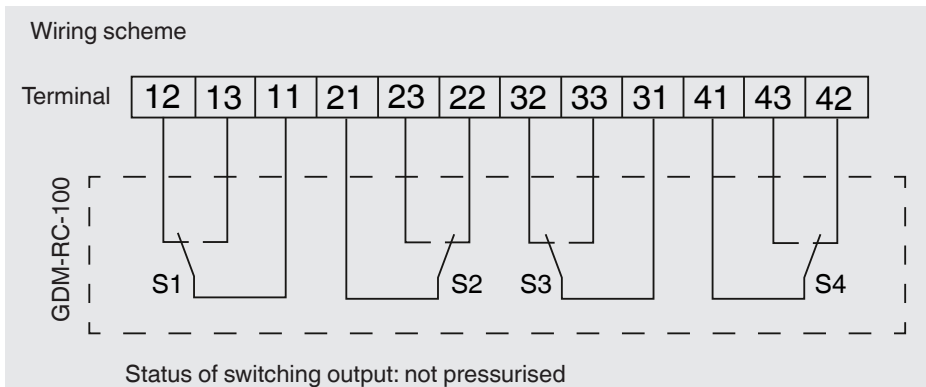 Wiring scheme
Terminal 12 13 11 21 23 22 32 33 31 41 43 42
GDM-RC-100
S1 S2 S3 S4
Status of switching output: not pressurised